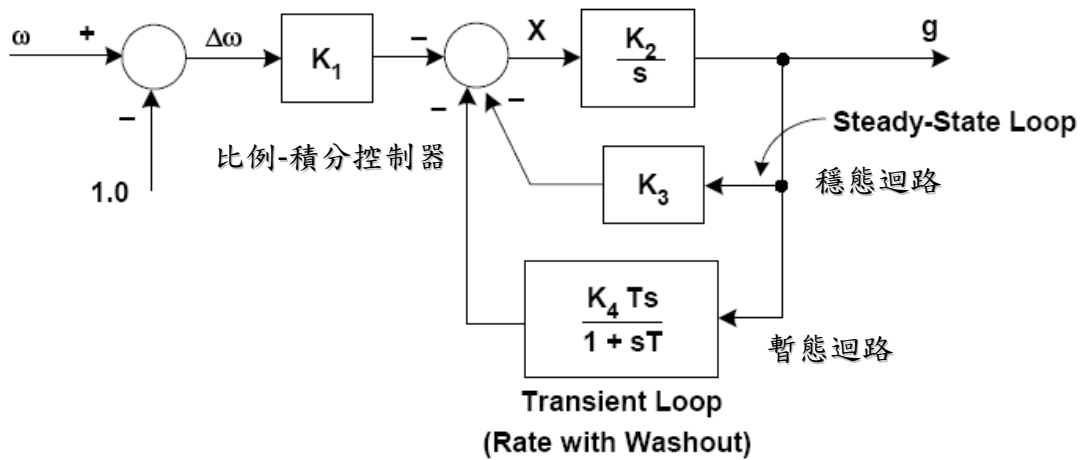 ω
+
Δω
–
1.0
K₁
–
–
–
X
K₂
s
g
Steady-State Loop
比例-積分控制器
穩態迴路
K₃
K₄ Ts
1 + sT
暫態迴路
Transient Loop
(Rate with Washout)